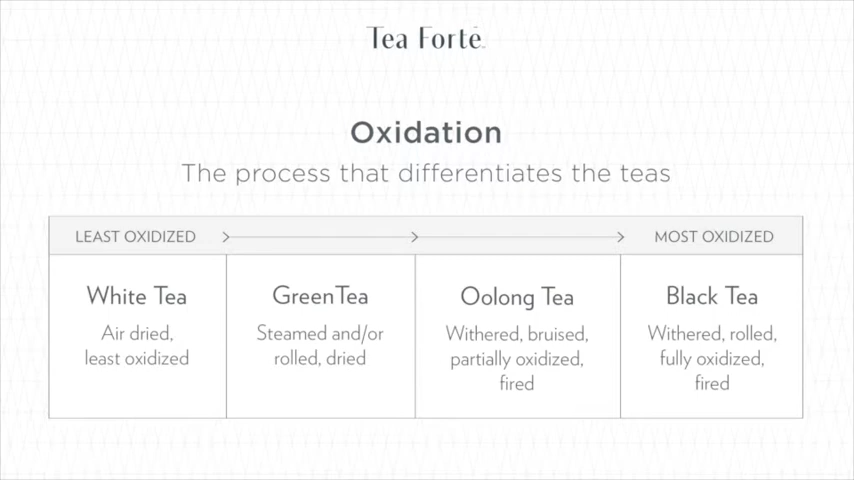 Tea Forté
Oxidation
The process that differentiates the teas
LEAST OXIDIZED
MOST OXIDIZED
White Tea
Air dried,
least oxidized
GreenTea
Steamed and/or
rolled, dried
Oolong Tea
Withered, bruised,
partially oxidized,
fired
Black Tea
Withered, rolled,
fully oxidized,
fired